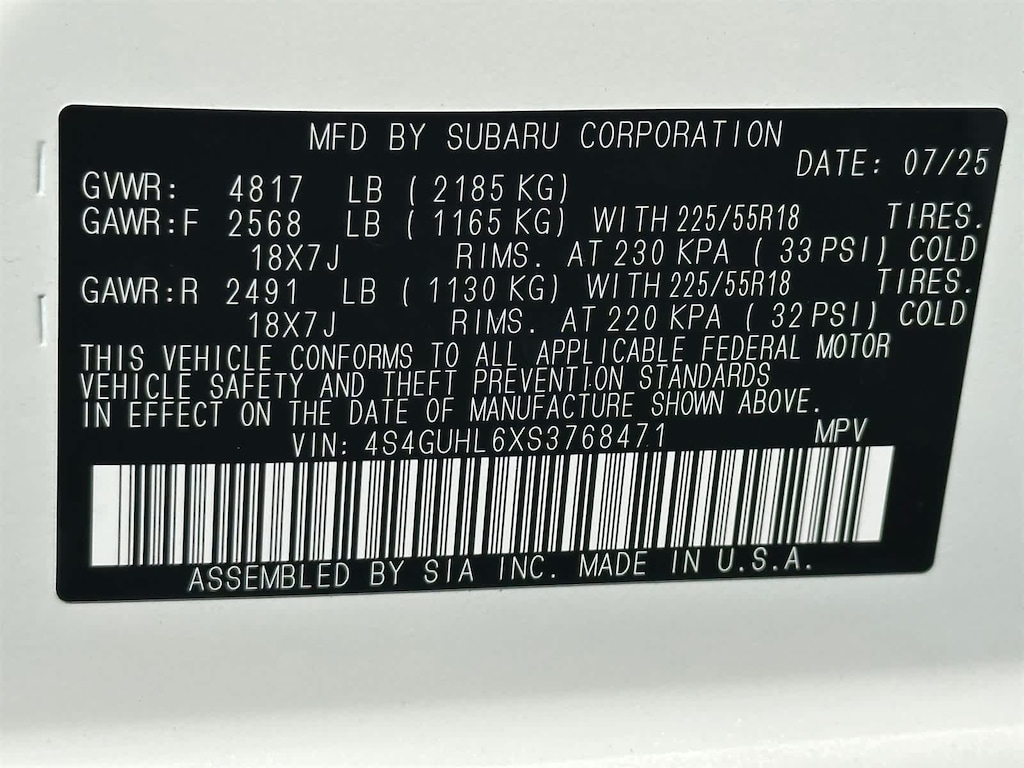 MFD BY SUBARU CORPORATION
DATE: 07/25
GVWR: 4817 LB ( 2185 KG)
GAWR:F 2568 LB ( 1165 KG) WITH 225/55R18 TIRES.
18X7J RIMS. AT 230 KPA ( 33 PSI) COLD
GAWR:R 2491 LB ( 1130 KG) WITH 225/55R18 TIRES.
18X7J RIMS. AT 220 KPA ( 32 PSI) COLD
THIS VEHICLE CONFORMS TO ALL APPLICABLE FEDERAL MOTOR
VEHICLE SAFETY AND THEFT PREVENTION STANDARDS
IN EFFECT ON THE DATE OF MANUFACTURE SHOWN ABOVE.
VIN: 4S4GUHL6XS3768471 MPV
ASSEMBLED BY SIA INC. MADE IN U.S.A.